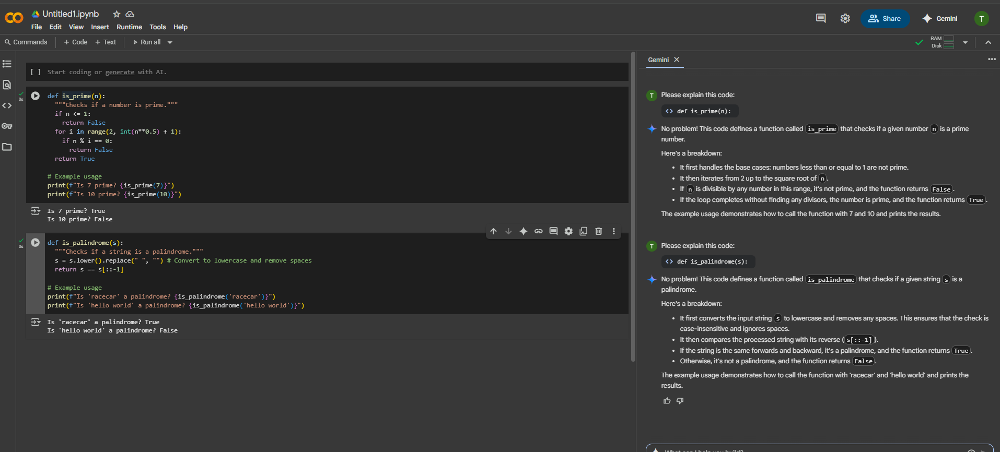 Untitled1.ipynb
File Edit View Insert Runtime Tools Help
Share
Gemini
T
Commands + Code + Text Run all
RAM
Disk
[ ] Start coding or generate with AI.
0s
def is_prime(n):
"""Checks if a number is prime."""
if n <= 1:
return False
for i in range(2, int(n**0.5) + 1):
if n % i == 0:
return False
return True
# Example usage
print(f"Is 7 prime? {is_prime(7)}")
print(f"Is 10 prime? {is_prime(10)}")
Is 7 prime? True
Is 10 prime? False
0s
def is_palindrome(s):
"""Checks if a string is a palindrome."""
s = s.lower().replace(" ", "") # Convert to lowercase and remove spaces
return s == s[::-1]
# Example usage
print(f"Is 'racecar' a palindrome? {is_palindrome('racecar')}")
print(f"Is 'hello world' a palindrome? {is_palindrome('hello world')}")
Is 'racecar' a palindrome? True
Is 'hello world' a palindrome? False
Gemini
T Please explain this code:
<> def is_prime(n):
No problem! This code defines a function called is_prime that checks if a given number n is a prime
number.
Here's a breakdown:
• It first handles the base cases: numbers less than or equal to 1 are not prime.
• It then iterates from 2 up to the square root of n.
• If n is divisible by any number in this range, it's not prime, and the function returns False.
• If the loop completes without finding any divisors, the number is prime, and the function returns True.
The example usage demonstrates how to call the function with 7 and 10 and prints the results.
T Please explain this code:
<> def is_palindrome(s):
No problem! This code defines a function called is_palindrome that checks if a given string s is a
palindrome.
Here's a breakdown:
• It first converts the input string s to lowercase and removes any spaces. This ensures that the check is
case-insensitive and ignores spaces.
• It then compares the processed string with its reverse (s[::-1]).
• If the string is the same forwards and backward, it's a palindrome, and the function returns True.
• Otherwise, it's not a palindrome, and the function returns False.
The example usage demonstrates how to call the function with 'racecar' and 'hello world' and prints the
results.
What can I help you build?